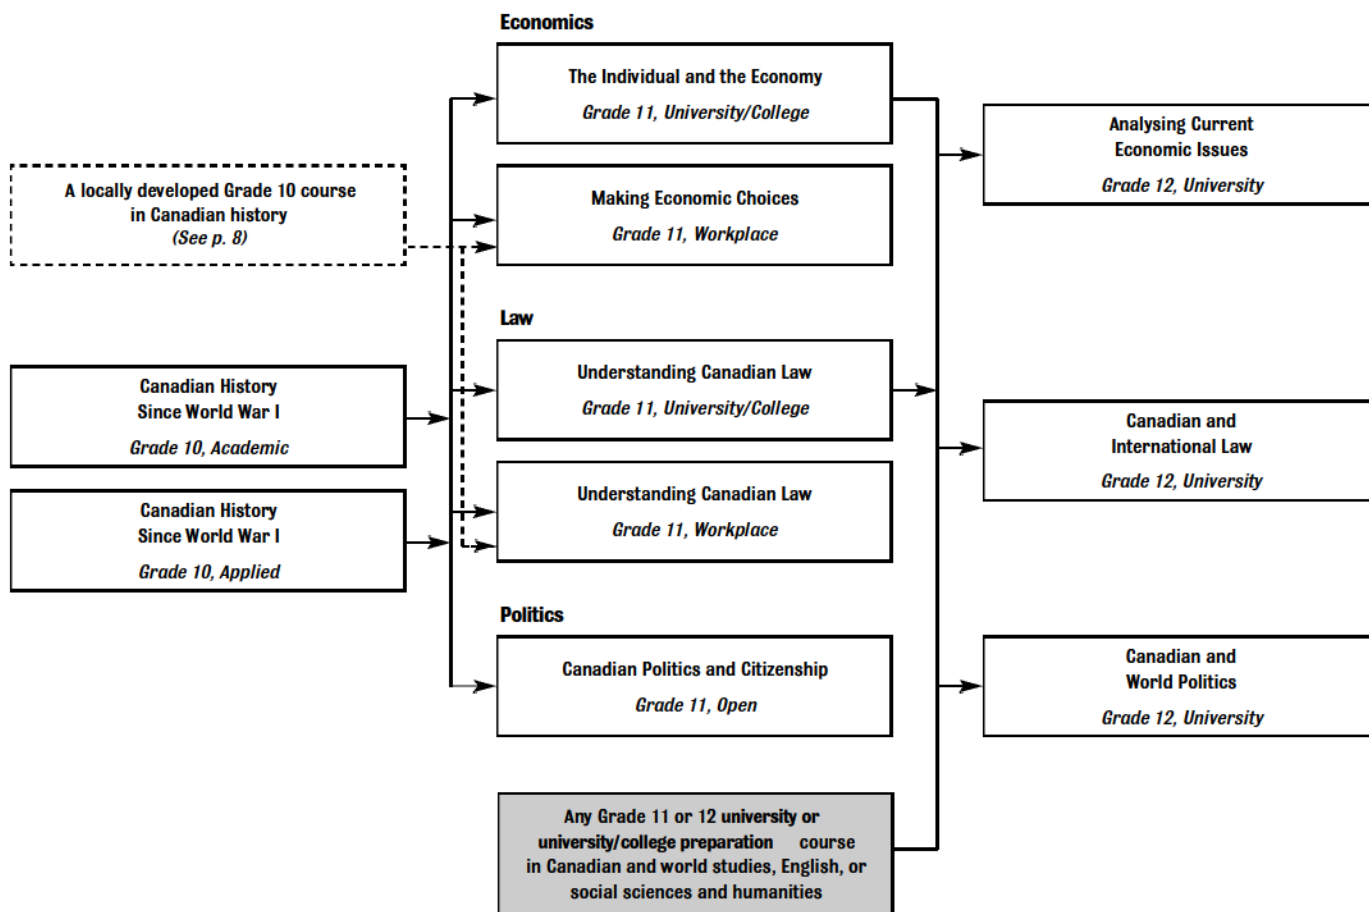 Economics
The Individual and the Economy
Grade 11, University/College
Making Economic Choices
Grade 11, Workplace
A locally developed Grade 10 course
in Canadian history
(See p. 8)
Law
Understanding Canadian Law
Grade 11, University/College
Understanding Canadian Law
Grade 11, Workplace
Canadian History
Since World War I
Grade 10, Academic
Canadian History
Since World War I
Grade 10, Applied
Politics
Canadian Politics and Citizenship
Grade 11, Open
Any Grade 11 or 12 university or
university/college preparation course
in Canadian and world studies, English, or
social sciences and humanities
Analysing Current
Economic Issues
Grade 12, University
Canadian and
International Law
Grade 12, University
Canadian and
World Politics
Grade 12, University